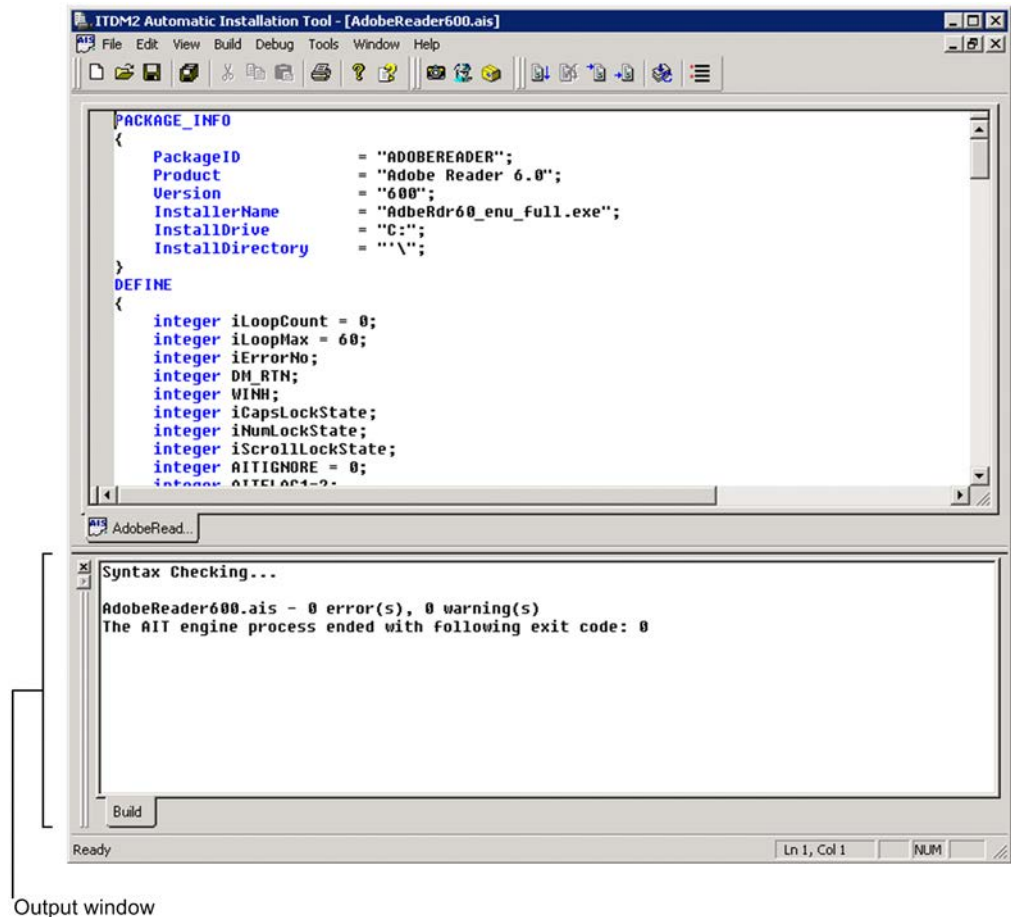 ITDM2 Automatic Installation Tool - [AdobeReader600.ais]
File Edit View Build Debug Tools Window Help
PACKAGE_INFO
{
PackageID = "ADOBEREADER";
Product = "Adobe Reader 6.0";
Version = "600";
InstallerName = "AdbeRdr60_enu_full.exe";
InstallDrive = "C:";
InstallDirectory = "'\";
}
DEFINE
{
integer iLoopCount = 0;
integer iLoopMax = 60;
integer iErrorNo;
integer DM_RTN;
integer WINH;
integer iCapsLockState;
integer iNumLockState;
integer iScrollLockState;
integer AITIGNORE = 0;
integer
AdobeRead...
Syntax Checking...
AdobeReader600.ais - 0 error(s), 0 warning(s)
The AIT engine process ended with following exit code: 0
Build
Ready Ln 1, Col 1 NUM
Output window